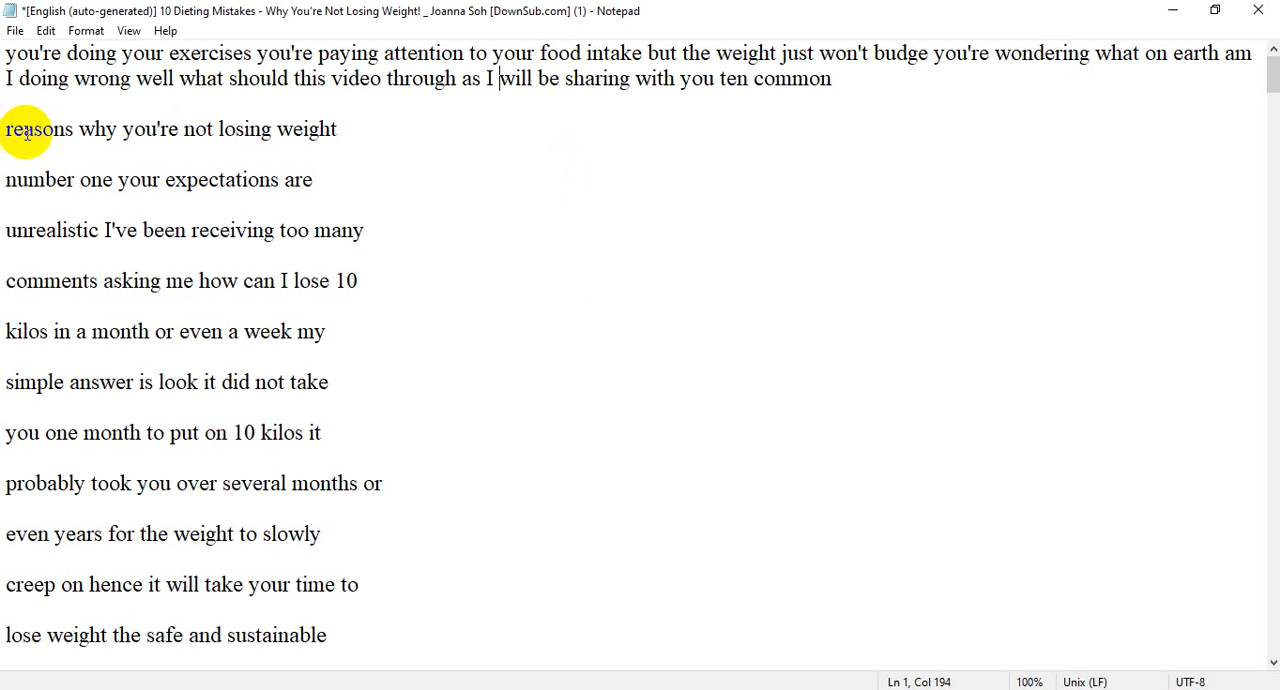 *[English (auto-generated)] 10 Dieting Mistakes - Why You're Not Losing Weight! _ Joanna Soh [DownSub.com] (1) - Notepad
File Edit Format View Help
you're doing your exercises you're paying attention to your food intake but the weight just won't budge you're wondering what on earth am
I doing wrong well what should this video through as I will be sharing with you ten common
reasons why you're not losing weight
number one your expectations are
unrealistic I've been receiving too many
comments asking me how can I lose 10
kilos in a month or even a week my
simple answer is look it did not take
you one month to put on 10 kilos it
probably took you over several months or
even years for the weight to slowly
creep on hence it will take your time to
lose weight the safe and sustainable
Ln 1, Col 194 100% Unix (LF) UTF-8